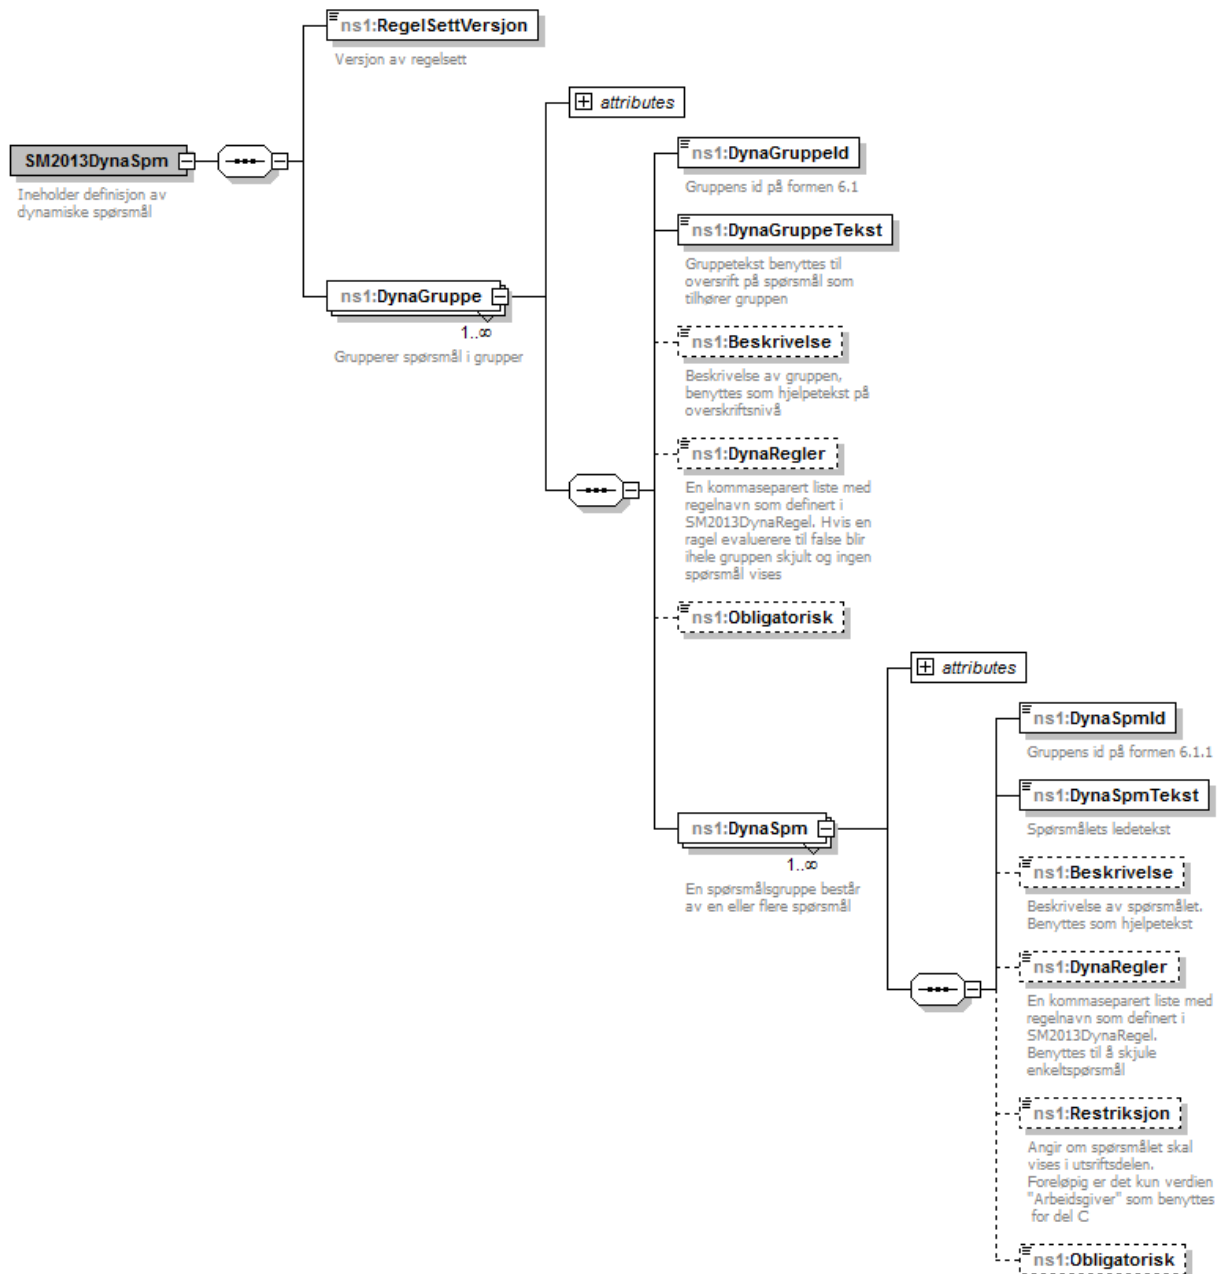 ns1:RegelSettVersjon
Versjon av regelsett
attributes
SM2013DynaSpm
Ineholder definisjon av
dynamiske spørsmål
ns1:DynaGruppeId
Gruppens id på formen 6.1
ns1:DynaGruppeTekst
Gruppetekst benyttes til
oversrift på spørsmål som
tilhører gruppen
ns1:DynaGruppe
1..∞
Grupperer spørsmål i grupper
ns1:Beskrivelse
Beskrivelse av gruppen,
benyttes som hjelpetekst på
overskriftsnivå
ns1:DynaRegler
En kommaseparert liste med
regelnavn som definert i
SM2013DynaRegel. Hvis en
ragel evaluerere til false blir
ihele gruppen skjult og ingen
spørsmål vises
ns1:Obligatorisk
attributes
ns1:DynaSpmId
Gruppens id på formen 6.1.1
ns1:DynaSpmTekst
Spørsmålets ledetekst
ns1:DynaSpm
1..∞
En spørsmålsgruppe består
av en eller flere spørsmål
ns1:Beskrivelse
Beskrivelse av spørsmålet.
Benyttes som hjelpetekst
ns1:DynaRegler
En kommaseparert liste med
regelnavn som definert i
SM2013DynaRegel.
Benyttes til å skjule
enkeltspørsmål
ns1:Restriksjon
Angir om spørsmålet skal
vises i utsriftsdelen.
Foreløpig er det kun verdien
"Arbeidsgiver" som benyttes
for del C
ns1:Obligatorisk